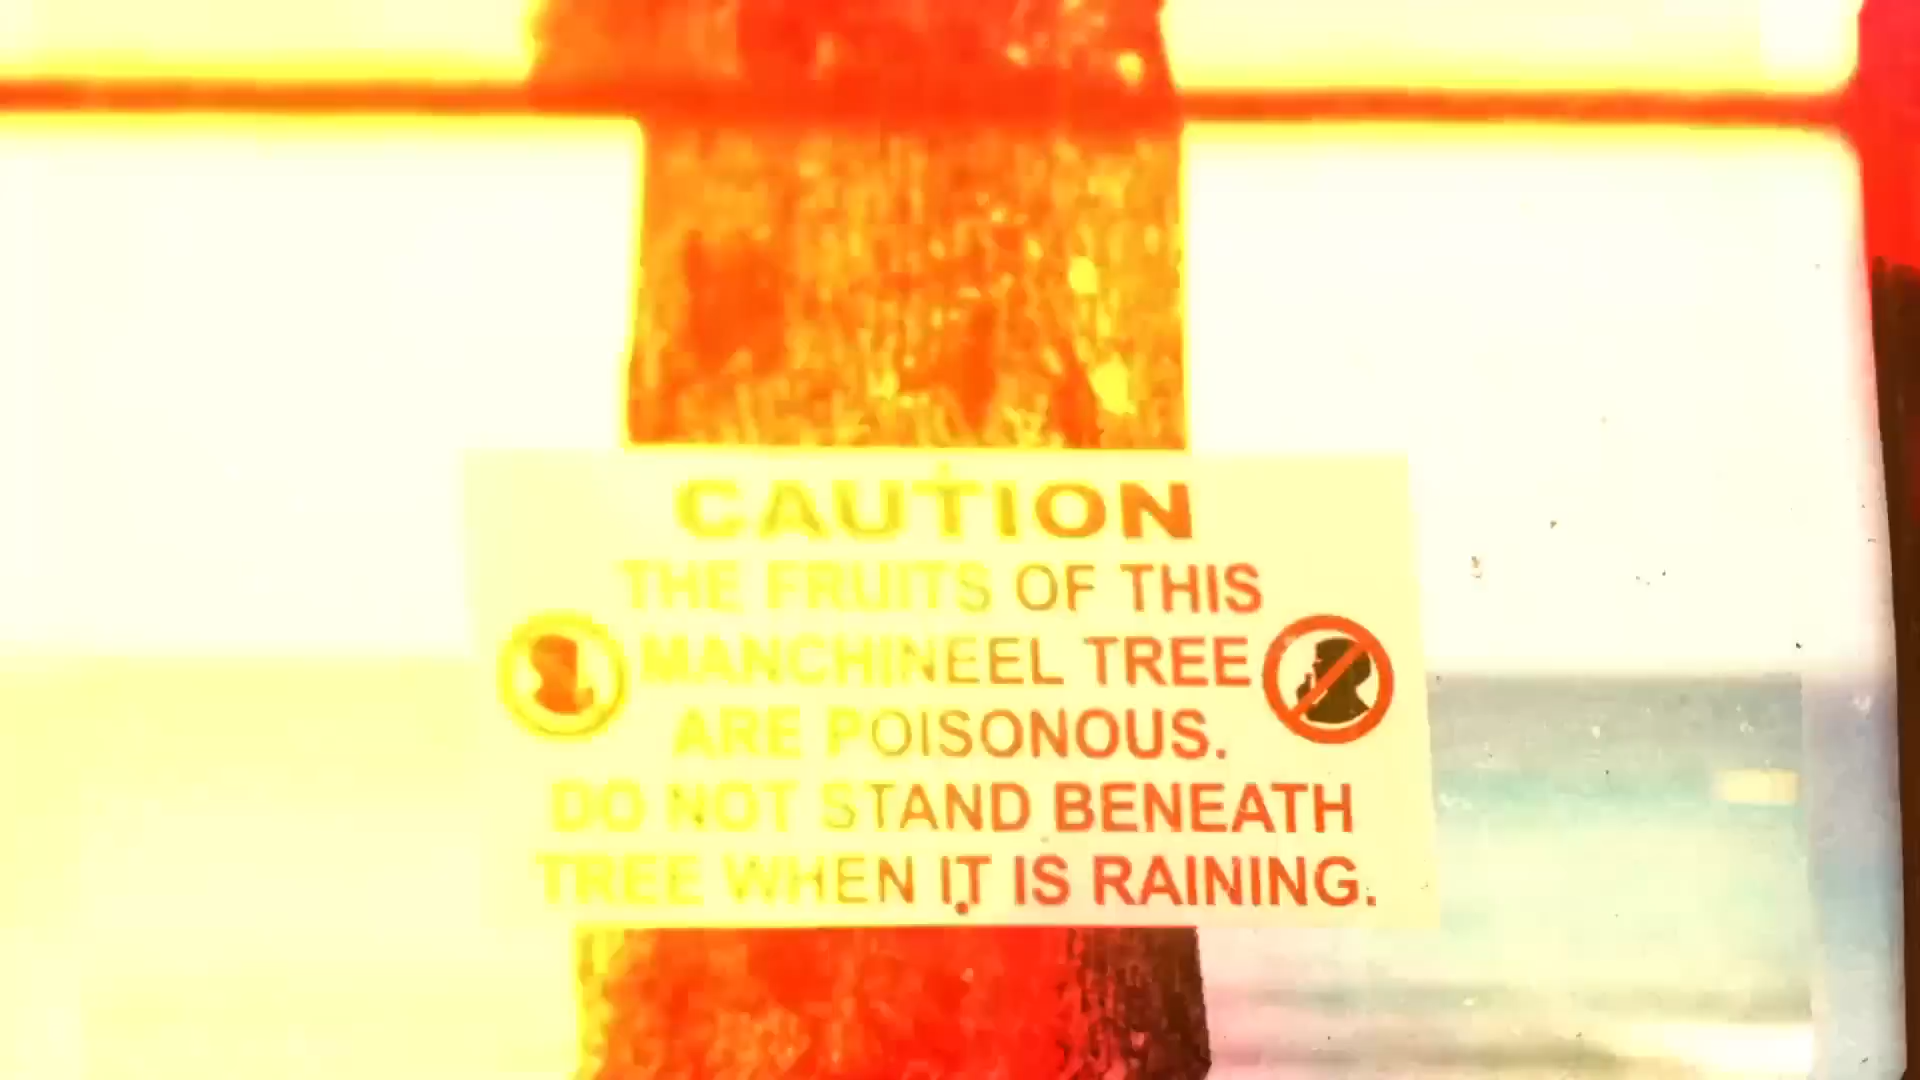 CAUTION
THE FRUITS OF THIS
MANCHINEEL TREE
ARE POISONOUS.
DO NOT STAND BENEATH
TREE WHEN IT IS RAINING.